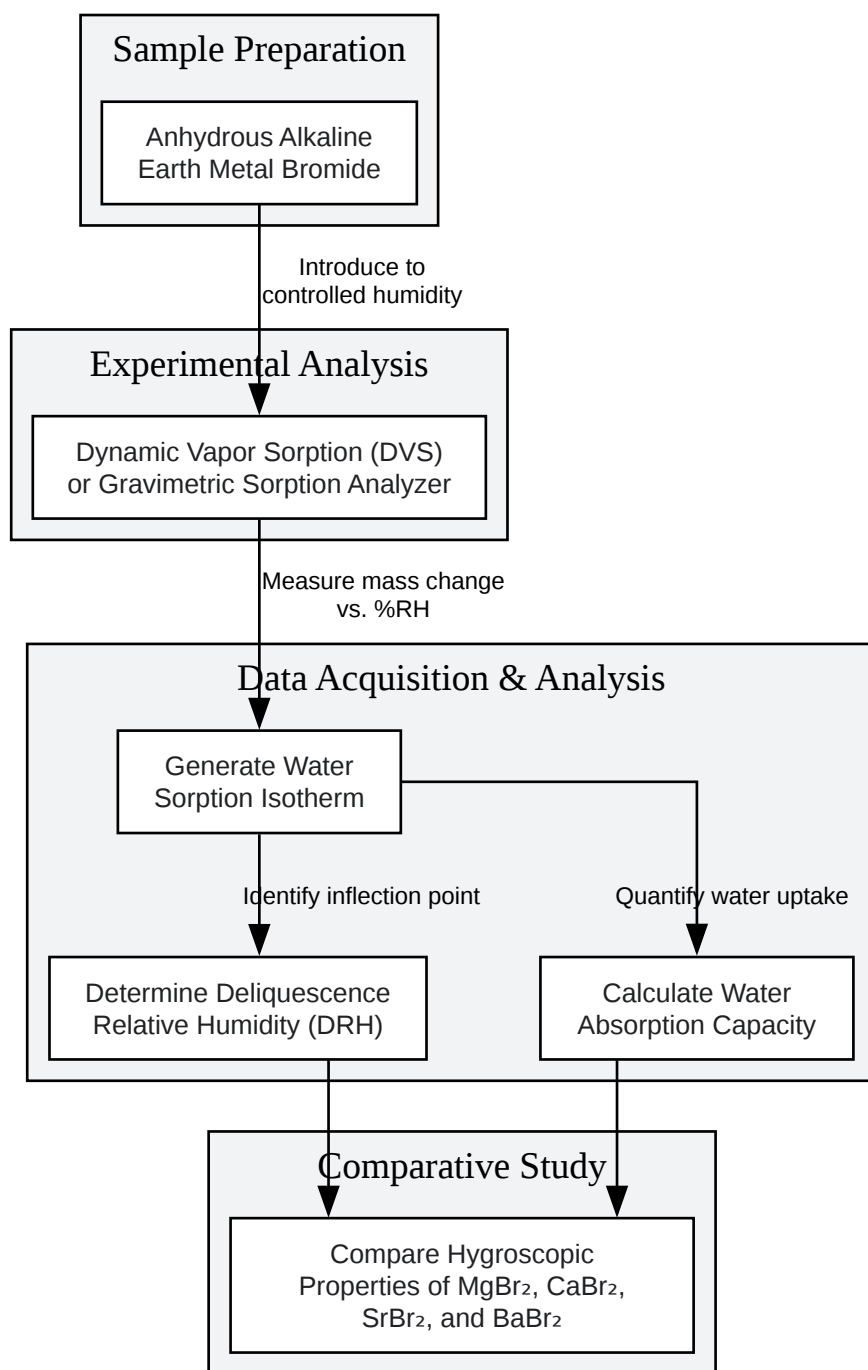 Sample Preparation
Anhydrous Alkaline
Earth Metal Bromide
Introduce to
controlled humidity
Experimental Analysis
Dynamic Vapor Sorption (DVS)
or Gravimetric Sorption Analyzer
Measure mass change
vs. %RH
Data Acquisition & Analysis
Generate Water
Sorption Isotherm
Identify inflection point
Quantify water uptake
Determine Deliquescence
Relative Humidity (DRH)
Calculate Water
Absorption Capacity
Comparative Study
Compare Hygroscopic
Properties of MgBr₂, CaBr₂,
SrBr₂, and BaBr₂